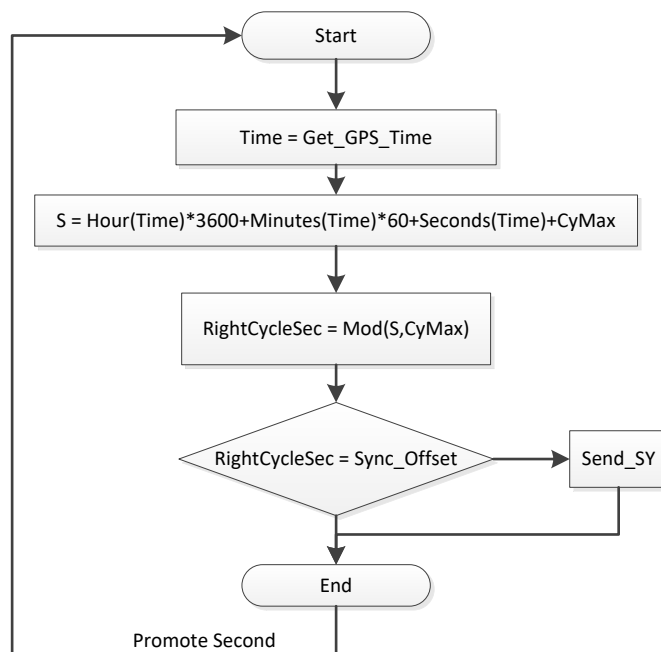 Start
Time = Get_GPS_Time
S = Hour(Time)*3600+Minutes(Time)*60+Seconds(Time)+CyMax
RightCycleSec = Mod(S,CyMax)
RightCycleSec = Sync_Offset
Send_SY
End
Promote Second